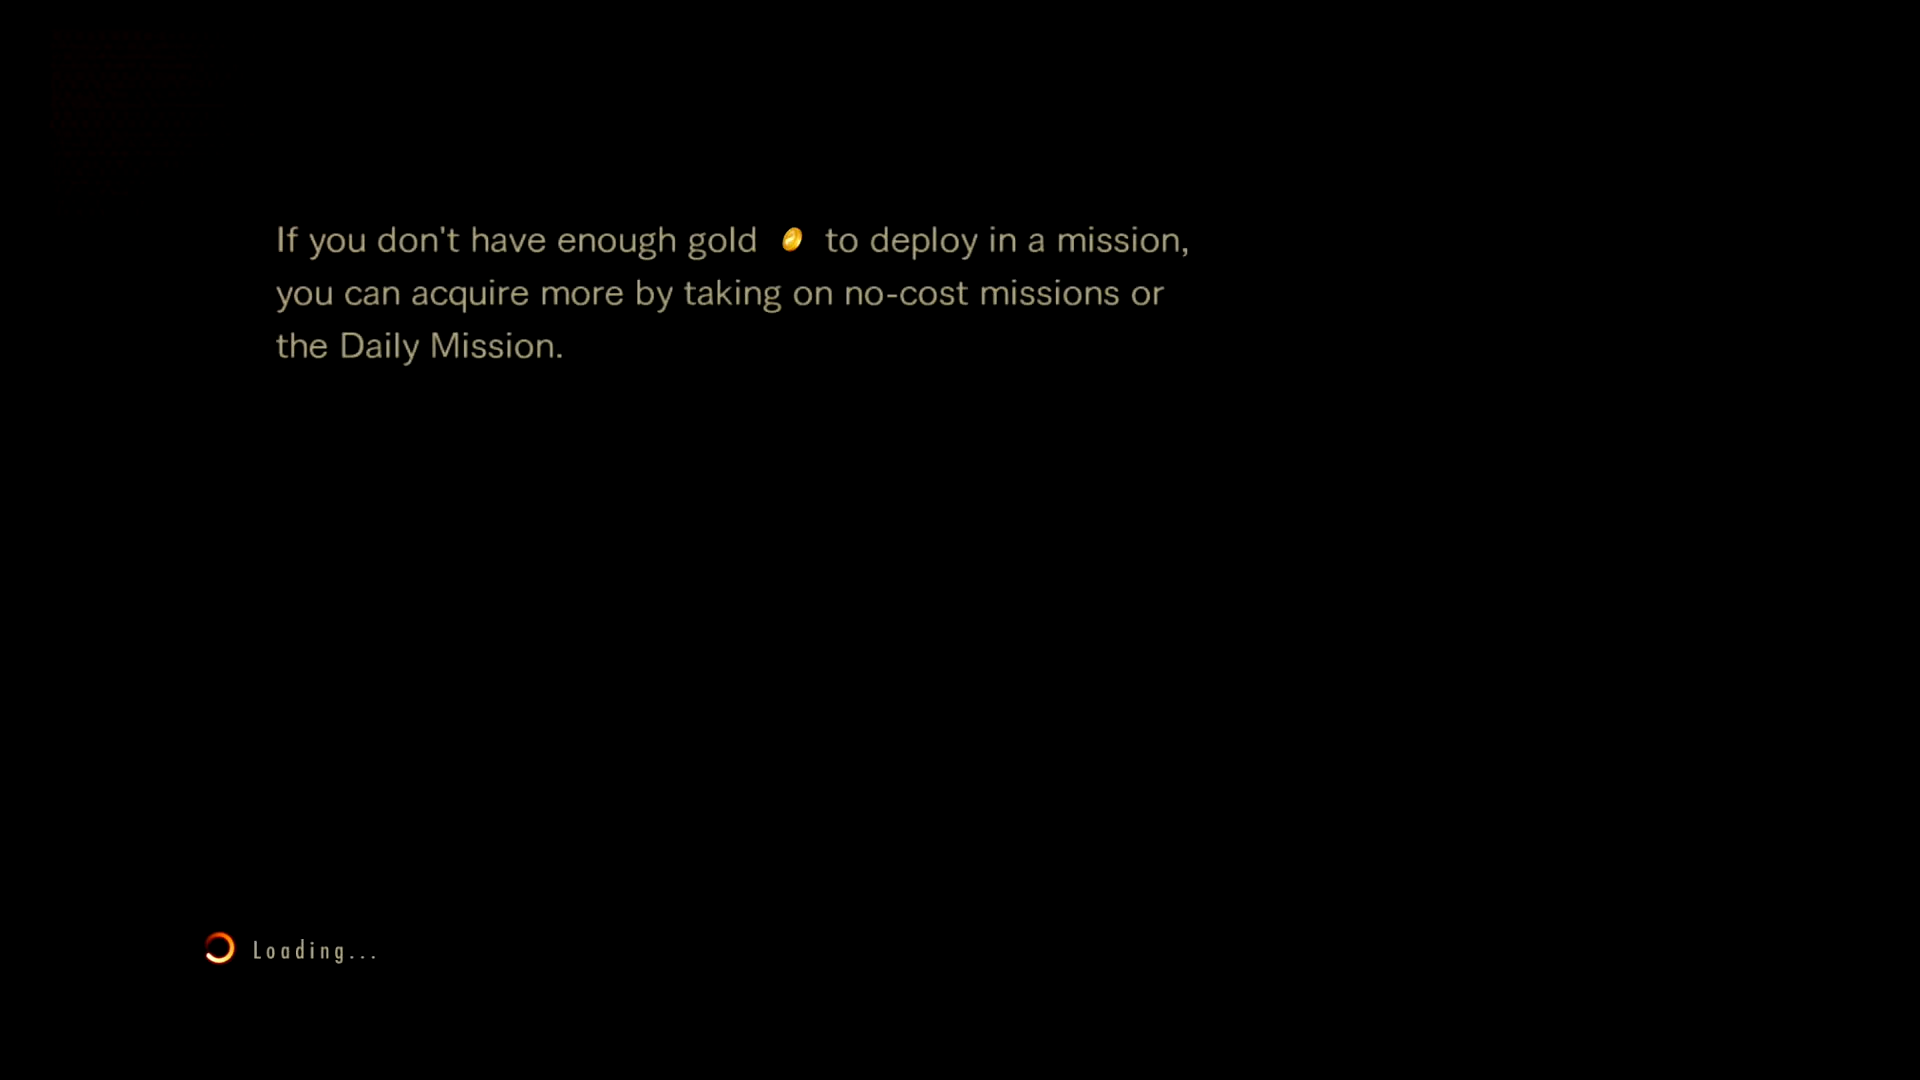 If you don't have enough gold to deploy in a mission,
you can acquire more by taking on no-cost missions or
the Daily Mission.
Loading...